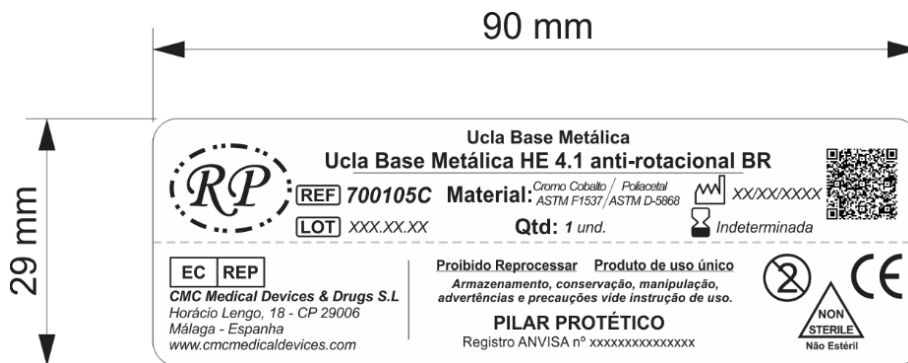 90 mm
29 mm
RP
Ucla Base Metálica
Ucla Base Metálica HE 4.1 anti-rotacional BR
REF 700105C Material: Cromo Cobalto / Poliacetal
ASTM F1537 / ASTM D-5868
XX/XX/XXXX
LOT XXX.XX.XX Qtd: 1 und. Indeterminada
EC REP
CMC Medical Devices & Drugs S.L
Horácio Lengo, 18 - CP 29006
Málaga - Espanha
www.cmcmedicaldevices.com
Proibido Reprocessar Produto de uso único
Armazenamento, conservação, manipulação,
advertências e precauções vide instrução de uso.
PILAR PROTÉTICO
Registro ANVISA nº xxxxxxxxxxxxxxx
2
CE
NON
STERILE
Não Estéril